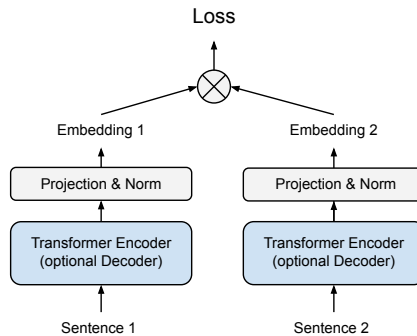 Loss
Embedding 1
Embedding 2
Projection & Norm
Projection & Norm
Transformer Encoder
(optional Decoder)
Transformer Encoder
(optional Decoder)
Sentence 1
Sentence 2